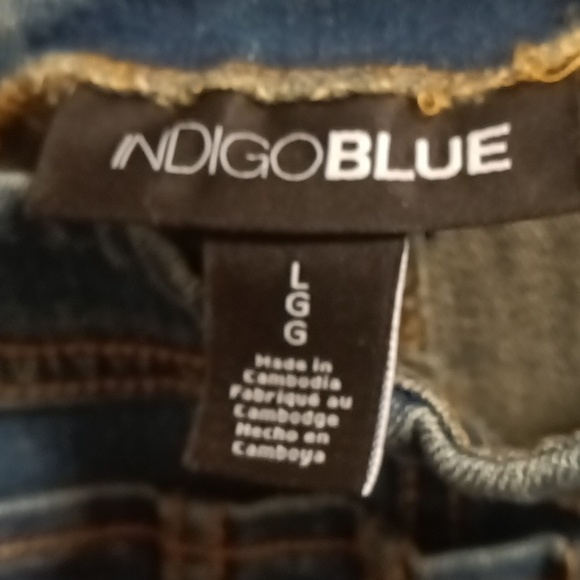 INDIGOBLUE
L
G
G
Made in
Cambodia
Fabriqué au
Cambodge
Hecho en
Camboya